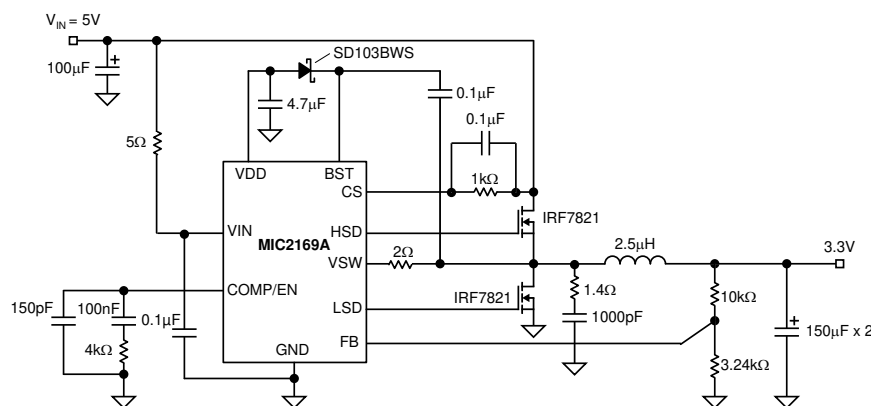 V_IN = 5V
SD103BWS
100µF
4.7µF
0.1µF
0.1µF
5Ω
VDD
BST
CS
1kΩ
IRF7821
VIN
MIC2169A
HSD
2.5µH
3.3V
VSW
2Ω
COMP/EN
IRF7821
1.4Ω
10kΩ
150pF
100nF
0.1µF
LSD
1000pF
150µF x 2
4kΩ
GND
FB
3.24kΩ